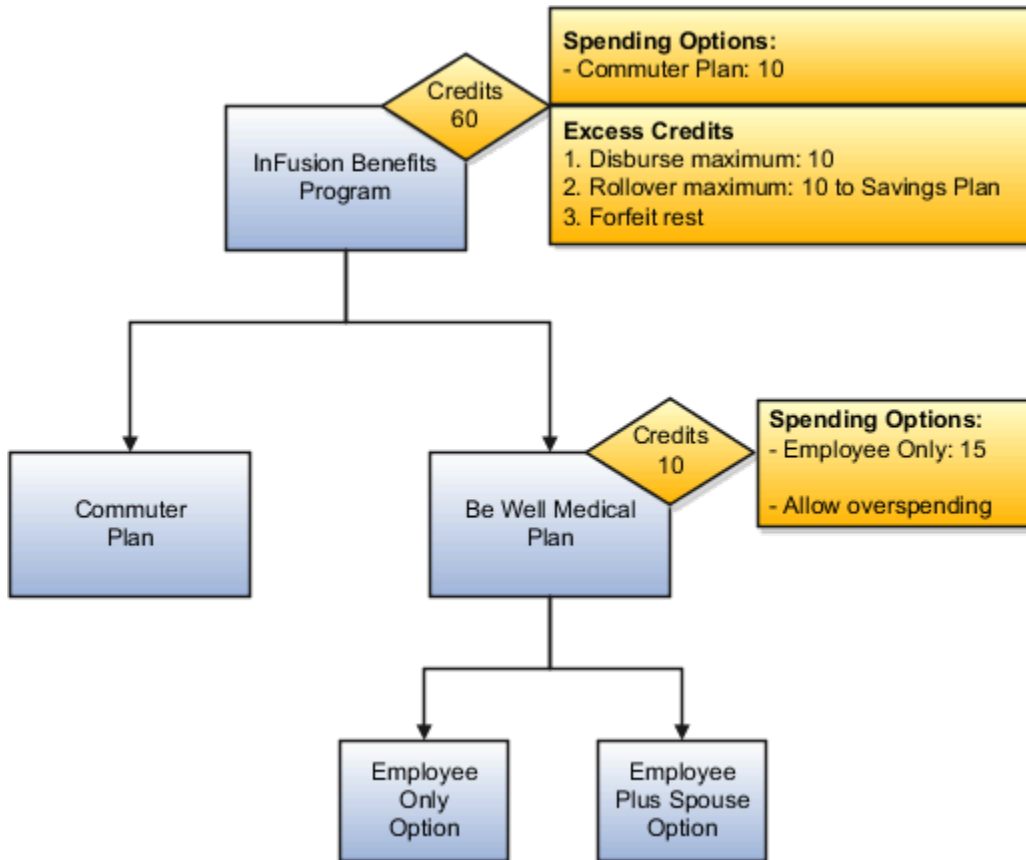 Spending Options:
- Commuter Plan: 10
Credits
60
Excess Credits
1. Disburse maximum: 10
2. Rollover maximum: 10 to Savings Plan
3. Forfeit rest
InFusion Benefits
Program
Commuter
Plan
Credits
10
Spending Options:
- Employee Only: 15
- Allow overspending
Be Well Medical
Plan
Employee
Only
Option
Employee
Plus Spouse
Option